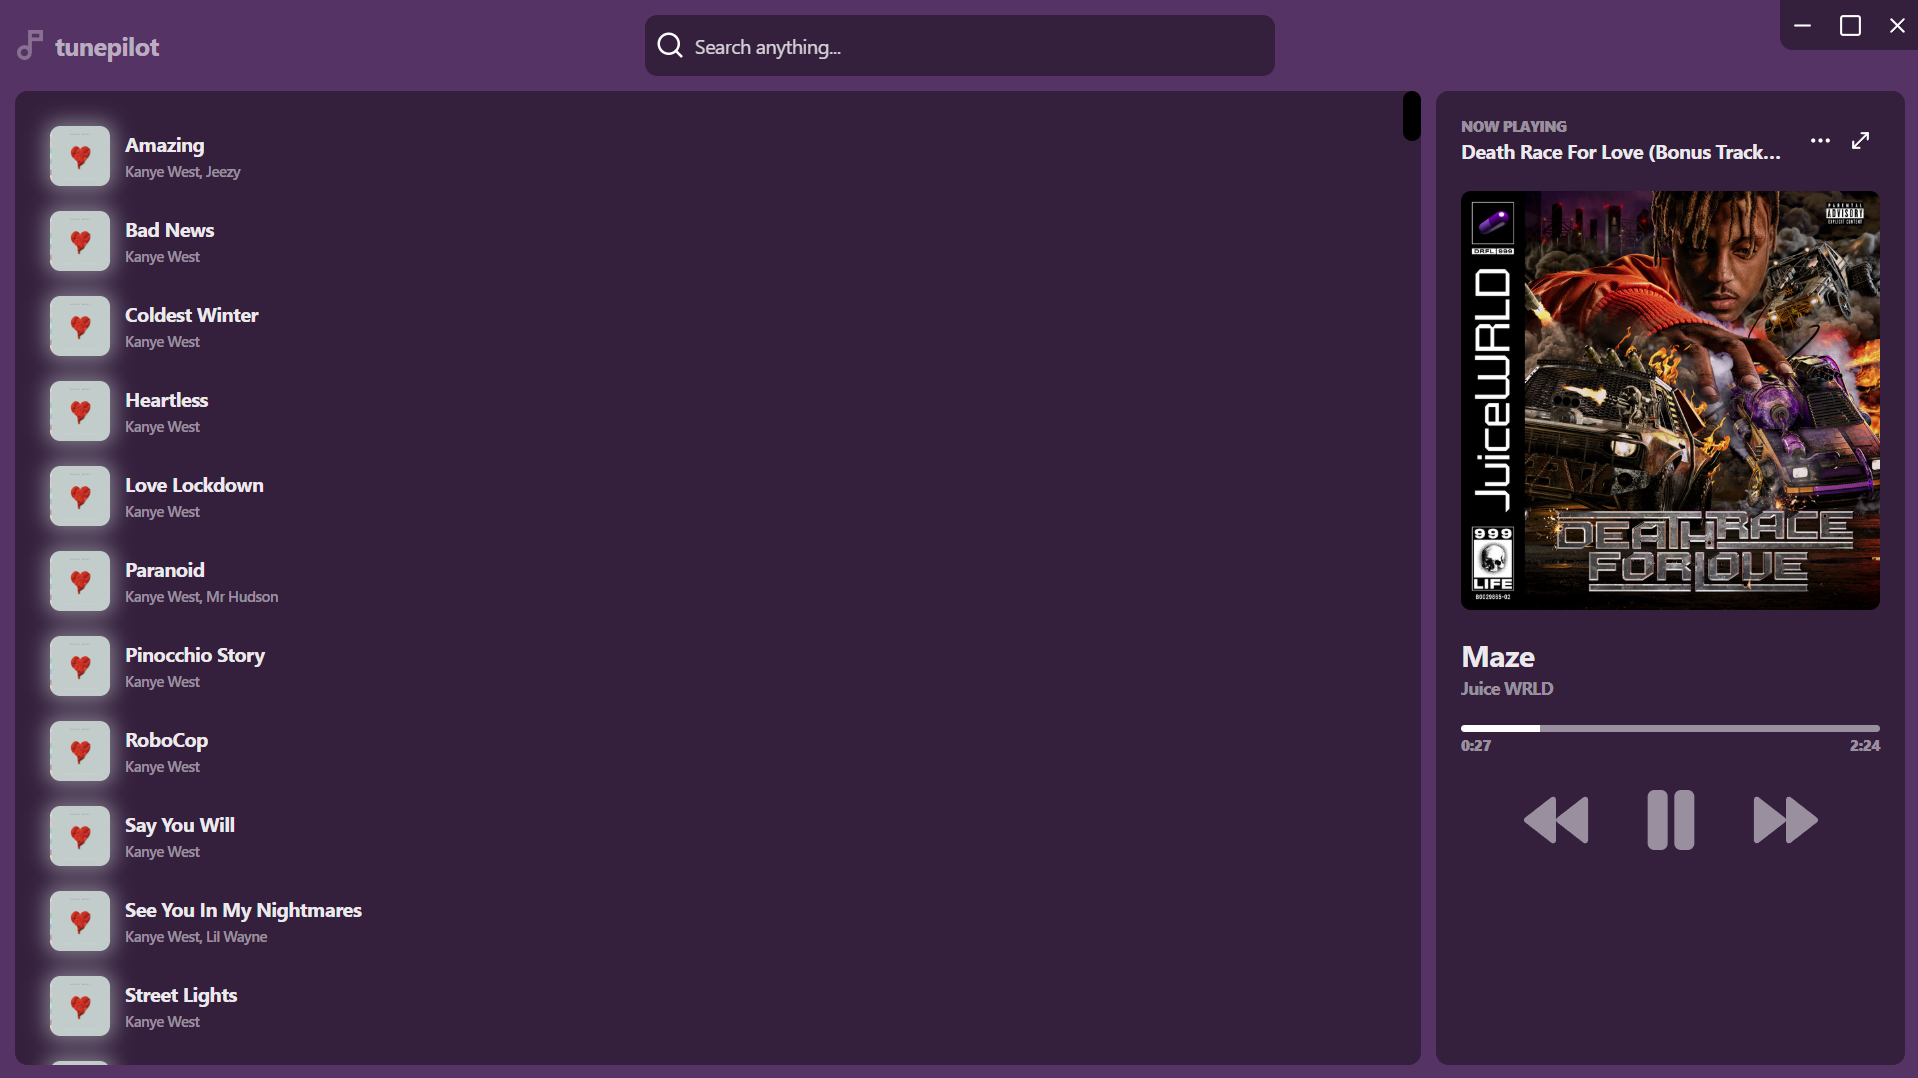 tunepilot
Search anything...
Amazing
Kanye West, Jeezy
Bad News
Kanye West
Coldest Winter
Kanye West
Heartless
Kanye West
Love Lockdown
Kanye West
Paranoid
Kanye West, Mr Hudson
Pinocchio Story
Kanye West
RoboCop
Kanye West
Say You Will
Kanye West
See You In My Nightmares
Kanye West, Lil Wayne
Street Lights
Kanye West
NOW PLAYING
Death Race For Love (Bonus Track...
DRFL 999
JuiceWRLD
999
LIFE
B0029865-02
PARENTAL
ADVISORY
EXPLICIT CONTENT
DEATH RACE
FOR LOVE
Maze
Juice WRLD
0:27
2:24